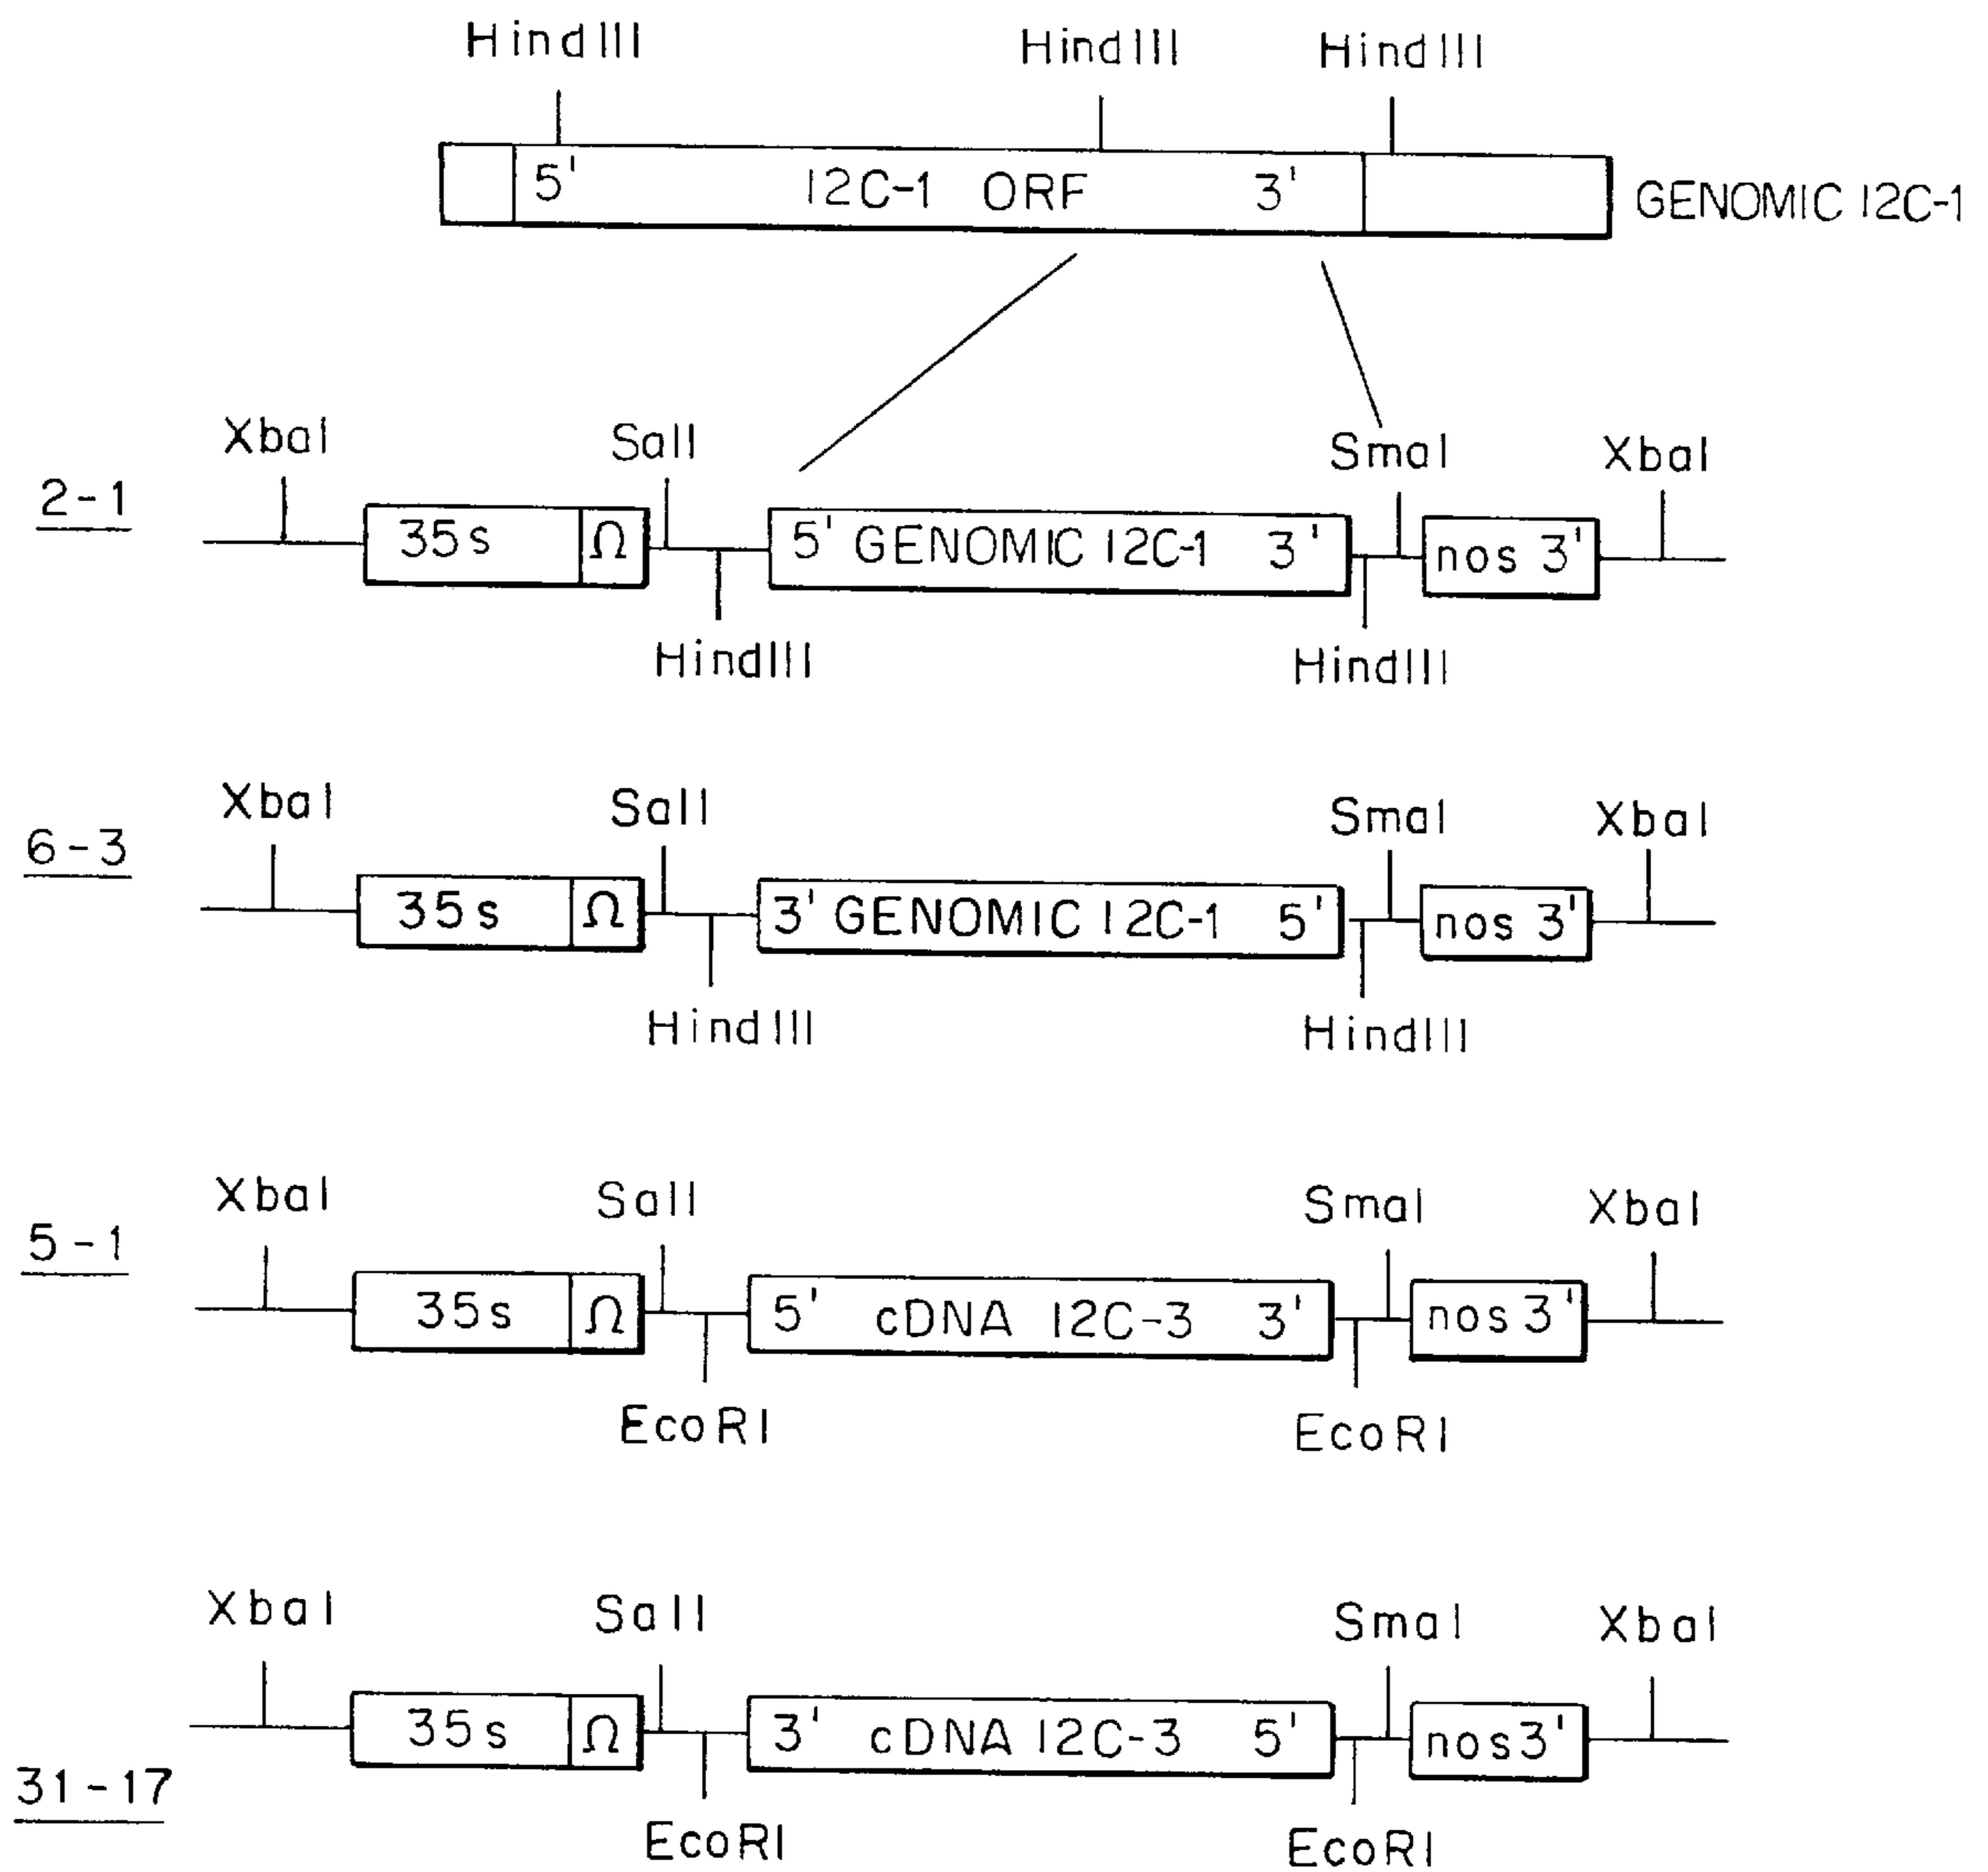 HindIII HindIII HindIII
5' I2C-1 ORF 3' GENOMIC I2C-1
XbaI SalI SmaI XbaI
2-1
35s Ω 5' GENOMIC I2C-1 3' nos 3'
HindIII HindIII
XbaI SalI SmaI XbaI
6-3
35s Ω 3' GENOMIC I2C-1 5' nos 3'
HindIII HindIII
XbaI SalI SmaI XbaI
5-1
35s Ω 5' cDNA I2C-3 3' nos 3'
EcoRI EcoRI
XbaI SalI SmaI XbaI
35s Ω 3' cDNA I2C-3 5' nos3'
31-17
EcoRI EcoRI